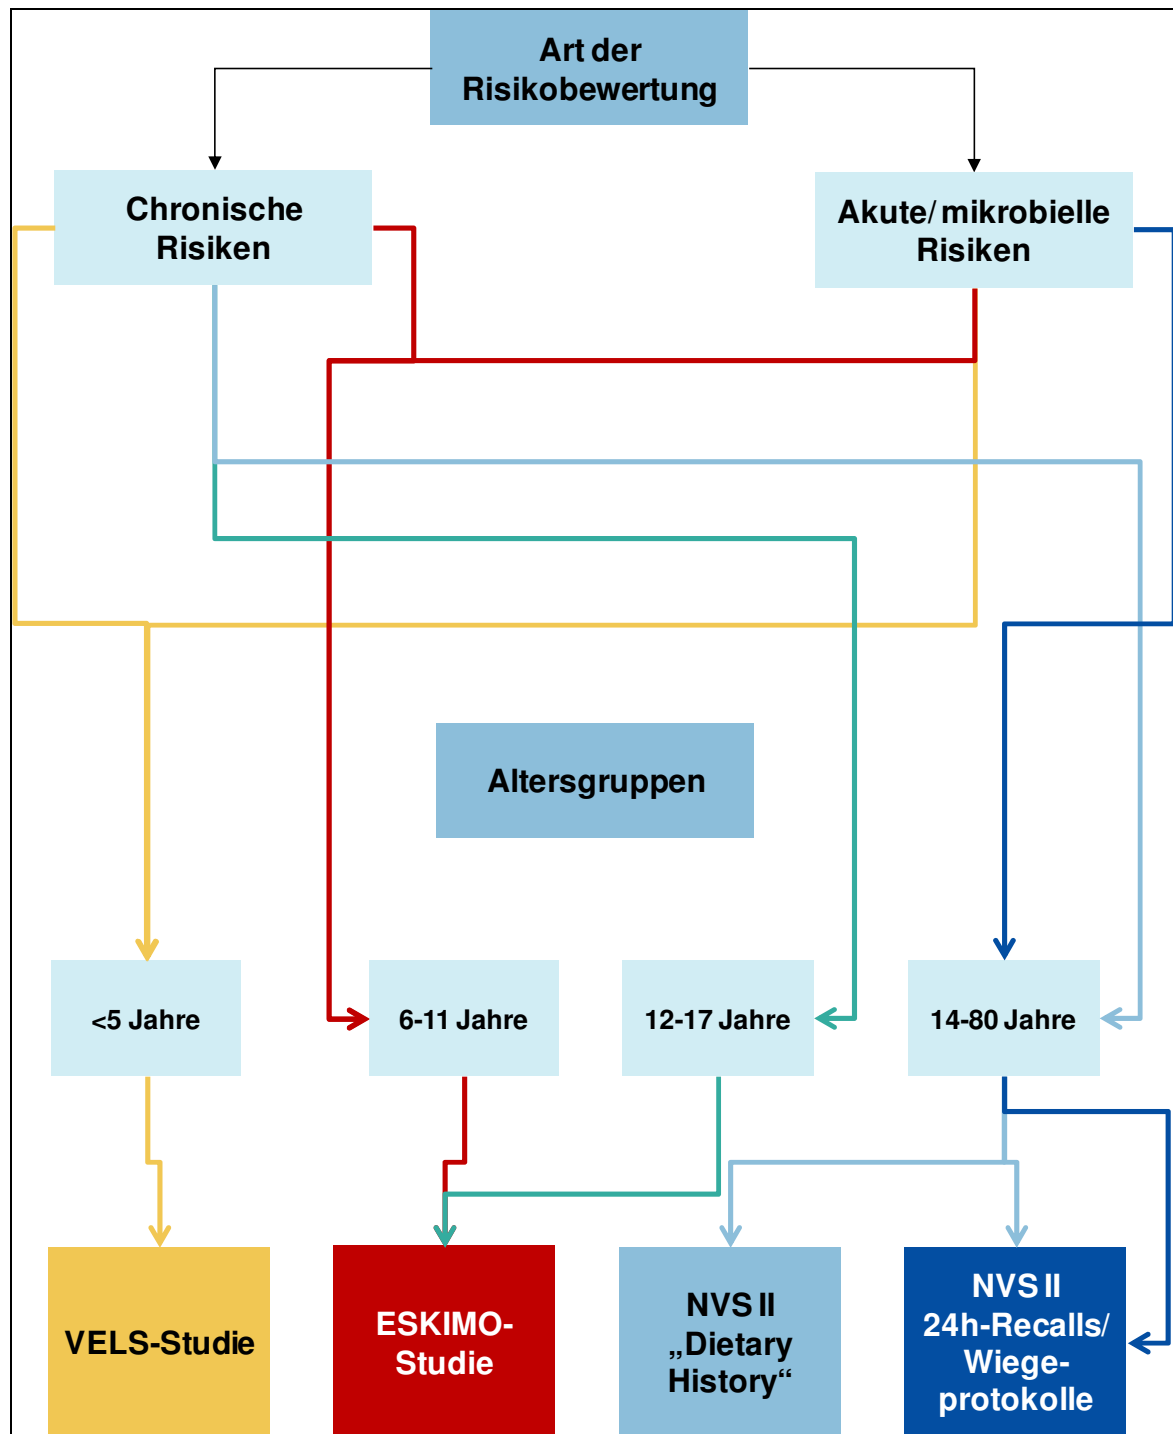 Art der
Risikobewertung
Chronische
Risiken
Akute/ mikrobielle
Risiken
Altersgruppen
<5 Jahre
6-11 Jahre
12-17 Jahre
14-80 Jahre
VELS-Studie
ESKIMO-
Studie
NVS II
„Dietary
History“
NVS II
24h-Recalls/
Wiege-
protokolle